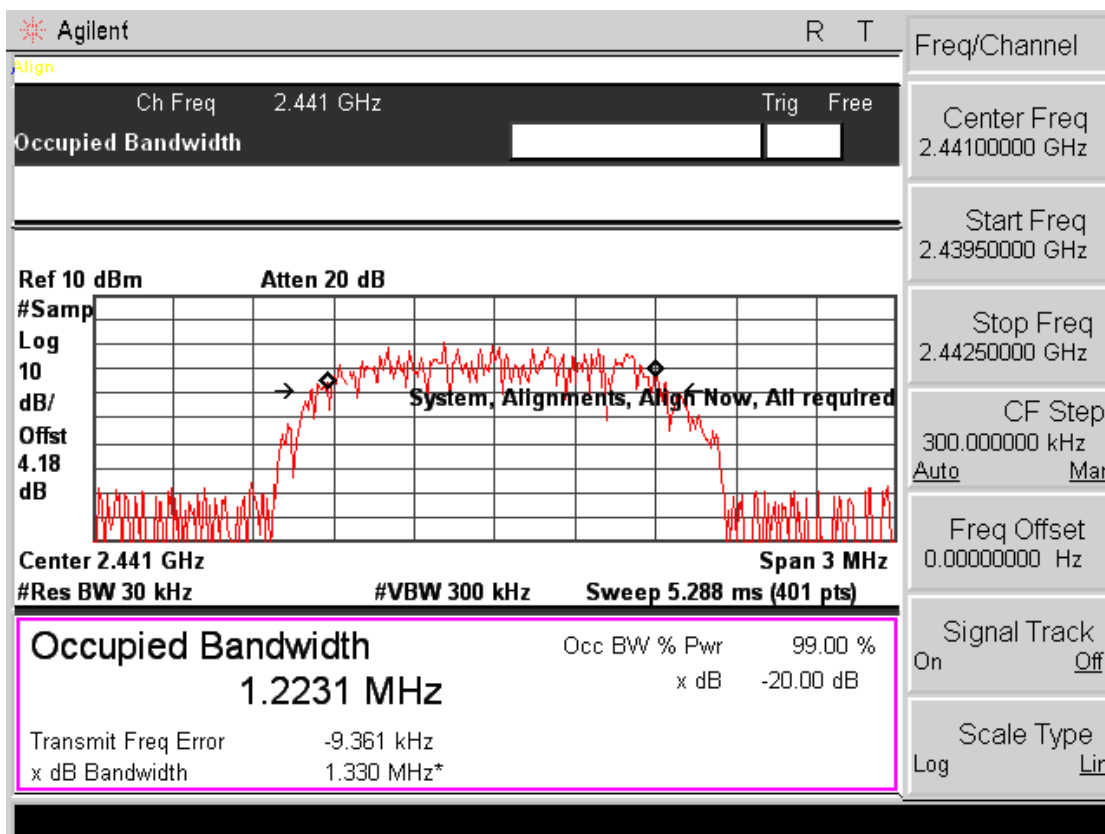 Agilent R T
Align
Ch Freq 2.441 GHz Trig Free
Occupied Bandwidth
Ref 10 dBm Atten 20 dB
#Samp
Log
10
dB/
Offst
4.18
dB
System, Alignments, Align Now, All required
Center 2.441 GHz Span 3 MHz
#Res BW 30 kHz #VBW 300 kHz Sweep 5.288 ms (401 pts)
Occupied Bandwidth
1.2231 MHz
Occ BW % Pwr 99.00 %
x dB -20.00 dB
Transmit Freq Error -9.361 kHz
x dB Bandwidth 1.330 MHz*
Freq/Channel
Center Freq
2.44100000 GHz
Start Freq
2.43950000 GHz
Stop Freq
2.44250000 GHz
CF Step
300.000000 kHz
Auto Man
Freq Offset
0.00000000 Hz
Signal Track
On Off
Scale Type
Log Lin